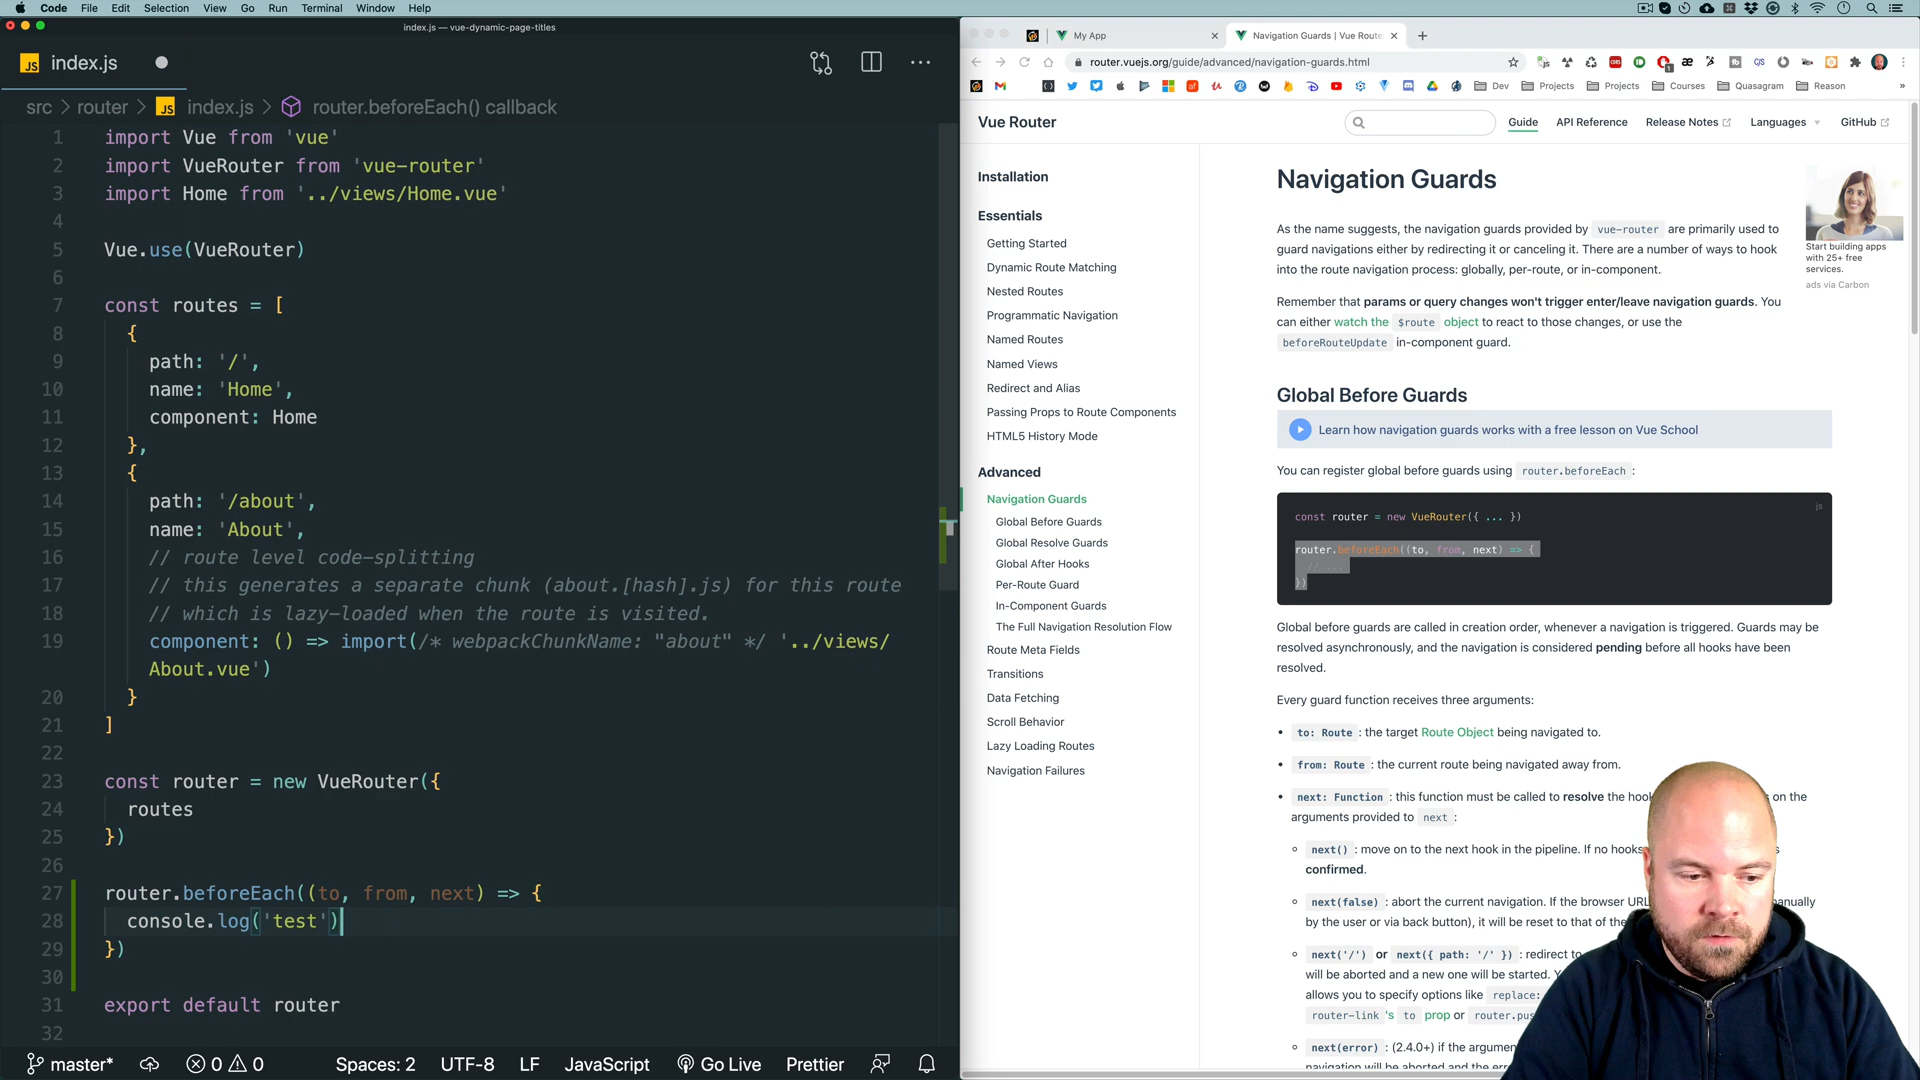 Code File Edit Selection View Go Run Terminal Window Help
index.js — vue-dynamic-page-titles
JS index.js
src > router > JS index.js > router.beforeEach() callback
1 import Vue from 'vue'
2 import VueRouter from 'vue-router'
3 import Home from '../views/Home.vue'
4
5 Vue.use(VueRouter)
6
7 const routes = [
8 {
9 path: '/',
10 name: 'Home',
11 component: Home
12 },
13 {
14 path: '/about',
15 name: 'About',
16 // route level code-splitting
17 // this generates a separate chunk (about.[hash].js) for this route
18 // which is lazy-loaded when the route is visited.
19 component: () => import(/* webpackChunkName: "about" */ '../views/
About.vue')
20 }
21 ]
22
23 const router = new VueRouter({
24 routes
25 })
26
27 router.beforeEach((to, from, next) => {
28 console.log('test')
29 })
30
31 export default router
32
master* 0 0 Spaces: 2 UTF-8 LF JavaScript Go Live Prettier
My App
Navigation Guards | Vue Route
router.vuejs.org/guide/advanced/navigation-guards.html
Dev Projects Projects Courses Quasagram Reason »
Vue Router
Guide API Reference Release Notes Languages GitHub
Installation
Essentials
Getting Started
Dynamic Route Matching
Nested Routes
Programmatic Navigation
Named Routes
Named Views
Redirect and Alias
Passing Props to Route Components
HTML5 History Mode
Advanced
Navigation Guards
Global Before Guards
Global Resolve Guards
Global After Hooks
Per-Route Guard
In-Component Guards
The Full Navigation Resolution Flow
Route Meta Fields
Transitions
Data Fetching
Scroll Behavior
Lazy Loading Routes
Navigation Failures
Navigation Guards
As the name suggests, the navigation guards provided by vue-router are primarily used to
guard navigations either by redirecting it or canceling it. There are a number of ways to hook
into the route navigation process: globally, per-route, or in-component.
Remember that params or query changes won't trigger enter/leave navigation guards. You
can either watch the $route object to react to those changes, or use the
beforeRouteUpdate in-component guard.
Start building apps
with 25+ free
services.
ads via Carbon
Global Before Guards
Learn how navigation guards works with a free lesson on Vue School
You can register global before guards using router.beforeEach :
js
const router = new VueRouter({ ... })
router.beforeEach((to, from, next) => {
// ...
})
Global before guards are called in creation order, whenever a navigation is triggered. Guards may be
resolved asynchronously, and the navigation is considered pending before all hooks have been
resolved.
Every guard function receives three arguments:
• to: Route : the target Route Object being navigated to.
• from: Route : the current route being navigated away from.
• next: Function : this function must be called to resolve the hook s on the
arguments provided to next :
next() : move on to the next hook in the pipeline. If no hooks s
confirmed.
next(false) : abort the current navigation. If the browser URL manually
by the user or via back button), it will be reset to that of the
next('/') or next({ path: '/' }) : redirect to
will be aborted and a new one will be started. Y
allows you to specify options like replace:
router-link 's to prop or router.pus
next(error) : (2.4.0+) if the argum
navigation will be aborted and the er